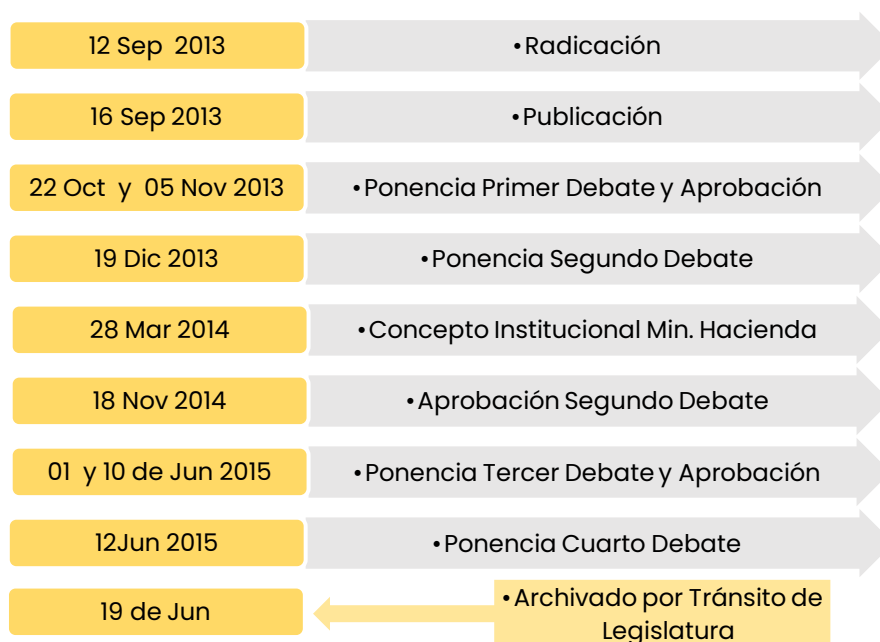 12 Sep 2013
•Radicación
16 Sep 2013
•Publicación
22 Oct y 05 Nov 2013
•Ponencia Primer Debate y Aprobación
19 Dic 2013
•Ponencia Segundo Debate
28 Mar 2014
•Concepto Institucional Min. Hacienda
18 Nov 2014
•Aprobación Segundo Debate
01 y 10 de Jun 2015
•Ponencia Tercer Debate y Aprobación
12Jun 2015
•Ponencia Cuarto Debate
19 de Jun
•Archivado por Tránsito de
Legislatura